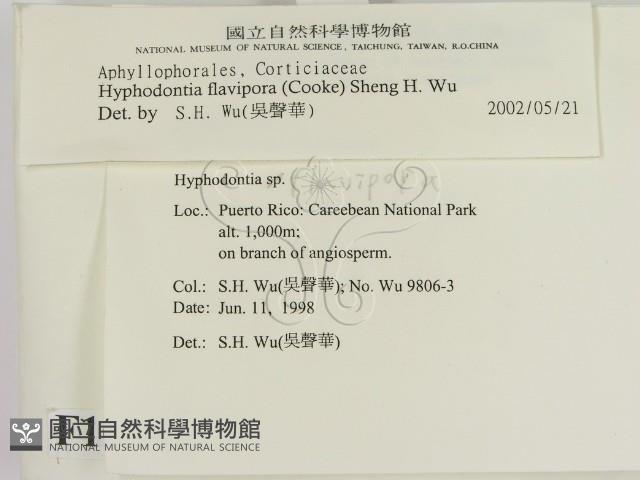 國立自然科學博物館
NATIONAL MUSEUM OF NATURAL SCIENCE, TAICHUNG, TAIWAN, R.O.CHINA
Aphyllophorales, Corticiaceae
Hyphodontia flavipora (Cooke) Sheng H. Wu
Det. by S.H. Wu(吳聲華) 2002/05/21
Hyphodontia sp.
Loc.: Puerto Rico: Careebean National Park
alt. 1,000m;
on branch of angiosperm.
Col.: S.H. Wu(吳聲華); No. Wu 9806-3
Date: Jun. 11, 1998
Det.: S.H. Wu(吳聲華)
F1
國立自然科學博物館
NATIONAL MUSEUM OF NATURAL SCIENCE